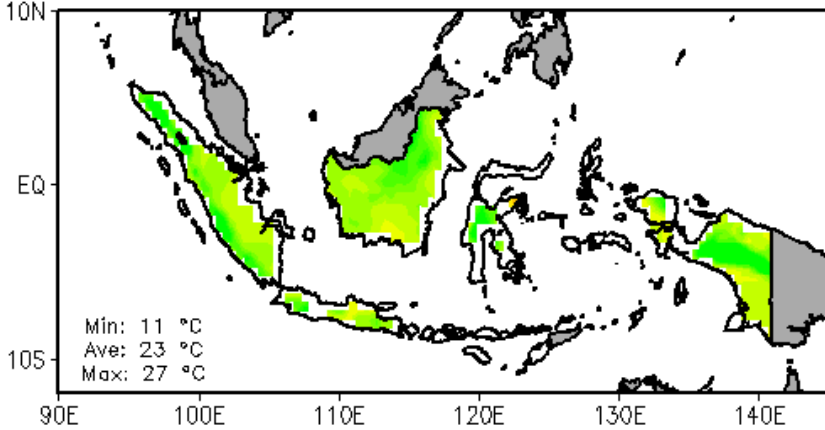 10N
EQ
10S
Min: 11 °C
Ave: 23 °C
Max: 27 °C
90E 100E 110E 120E 130E 140E